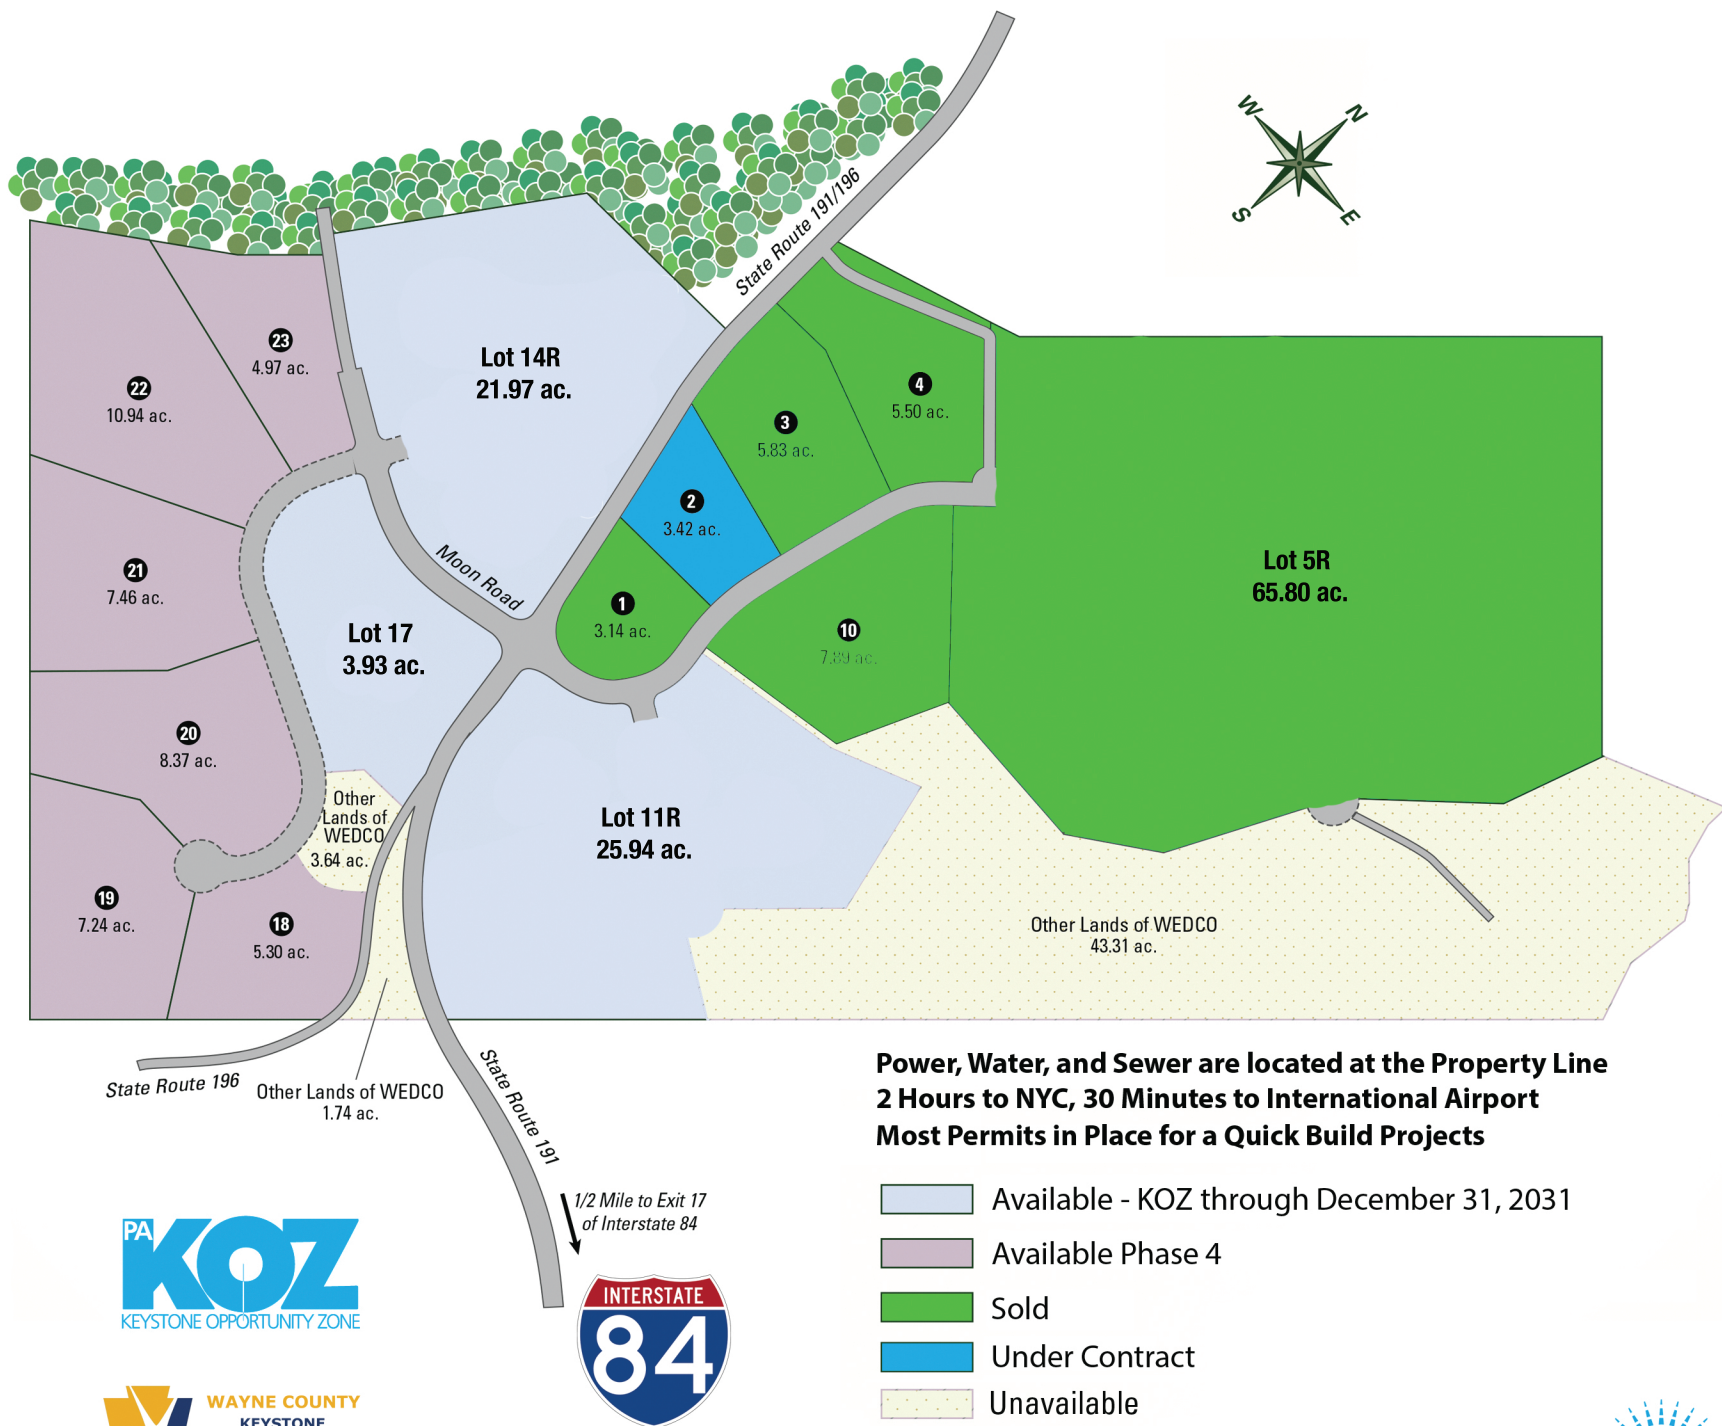 W
N
S
E
State Route 191/196
23
4.97 ac.
22
10.94 ac.
Lot 14R
21.97 ac.
4
5.50 ac.
3
5.83 ac.
2
3.42 ac.
21
7.46 ac.
Moon Road
1
3.14 ac.
Lot 5R
65.80 ac.
Lot 17
3.93 ac.
10
7.89 ac.
20
8.37 ac.
Other
Lands of
WEDCO
3.64 ac.
Lot 11R
25.94 ac.
19
7.24 ac.
18
5.30 ac.
Other Lands of WEDCO
43.31 ac.
State Route 196
Other Lands of WEDCO
1.74 ac.
State Route 191
1/2 Mile to Exit 17
of Interstate 84
Power, Water, and Sewer are located at the Property Line
2 Hours to NYC, 30 Minutes to International Airport
Most Permits in Place for a Quick Build Projects
Available - KOZ through December 31, 2031
Available Phase 4
Sold
Under Contract
Unavailable
PA
KOZ
KEYSTONE OPPORTUNITY ZONE
INTERSTATE
84
WAYNE COUNTY
KEYSTONE